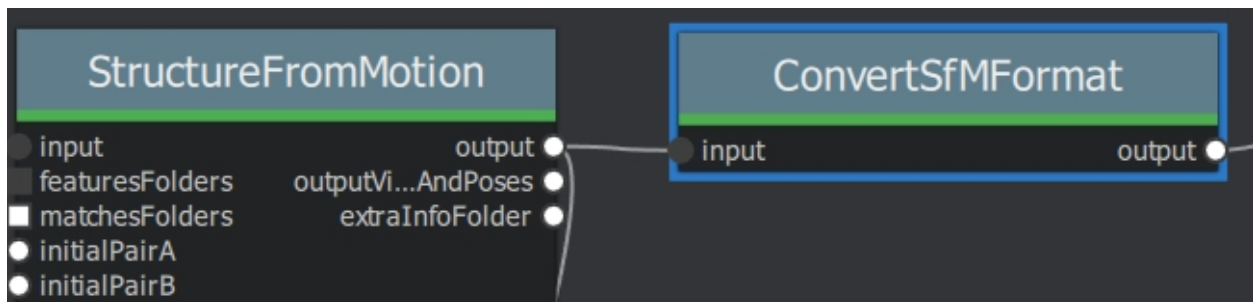 StructureFromMotion
ConvertSfMFormat
input output
featuresFolders outputVi...AndPoses
matchesFolders extraInfoFolder
initialPairA
initialPairB
input output